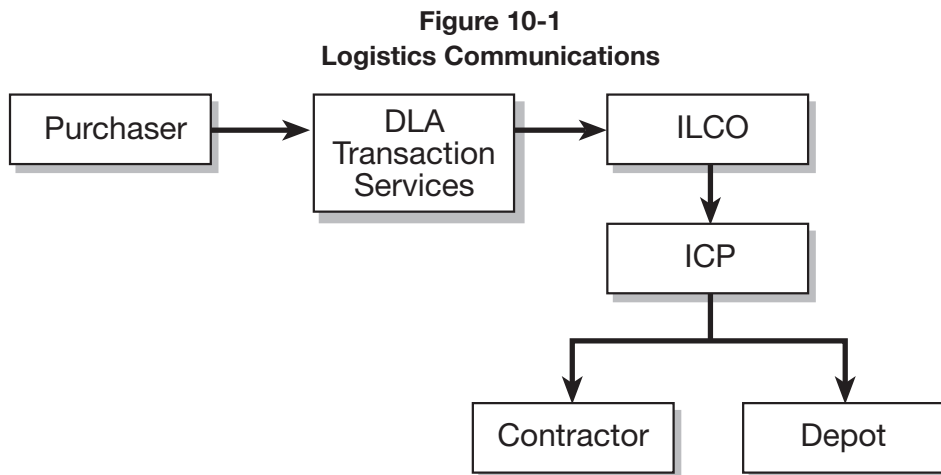 Figure 10-1
Logistics Communications
Purchaser
DLA
Transaction
Services
ILCO
ICP
Contractor
Depot